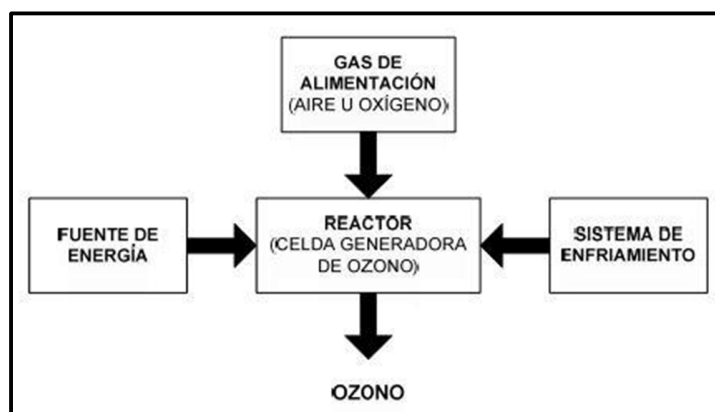 GAS DE
ALIMENTACIÓN
(AIRE U OXÍGENO)
FUENTE DE
ENERGÍA
REACTOR
(CELDA GENERADORA
DE OZONO)
SISTEMA DE
ENFRIAMIENTO
OZONO